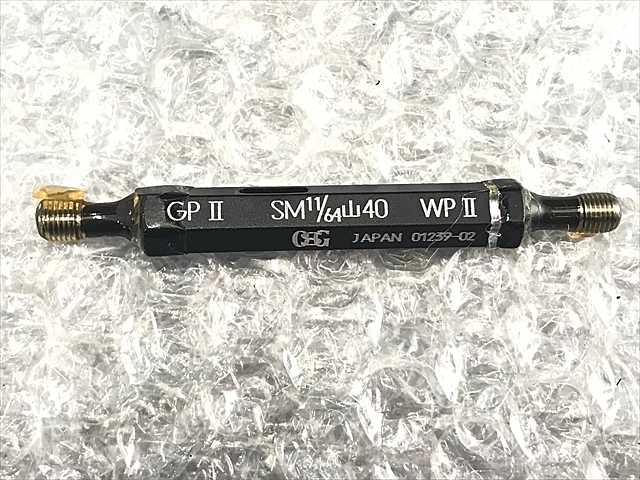 GP II SM11/64山40 WP II
OSG JAPAN 01239-02